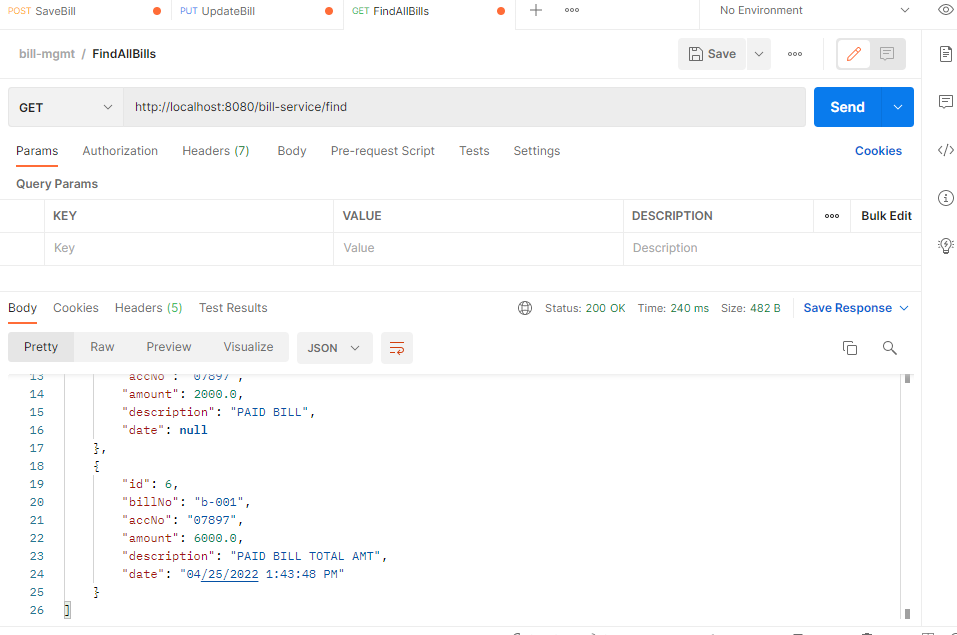 POST SaveBill PUT UpdateBill GET FindAllBills No Environment
bill-mgmt / FindAllBills Save
GET http://localhost:8080/bill-service/find Send
Params Authorization Headers (7) Body Pre-request Script Tests Settings Cookies
Query Params
KEY VALUE DESCRIPTION Bulk Edit
Key Value Description
Body Cookies Headers (5) Test Results Status: 200 OK Time: 240 ms Size: 482 B Save Response
Pretty Raw Preview Visualize JSON
13 "accNo": "07897",
14 "amount": 2000.0,
15 "description": "PAID BILL",
16 "date": null
17 },
18 {
19 "id": 6,
20 "billNo": "b-001",
21 "accNo": "07897",
22 "amount": 6000.0,
23 "description": "PAID BILL TOTAL AMT",
24 "date": "04/25/2022 1:43:48 PM"
25 }
26 ]